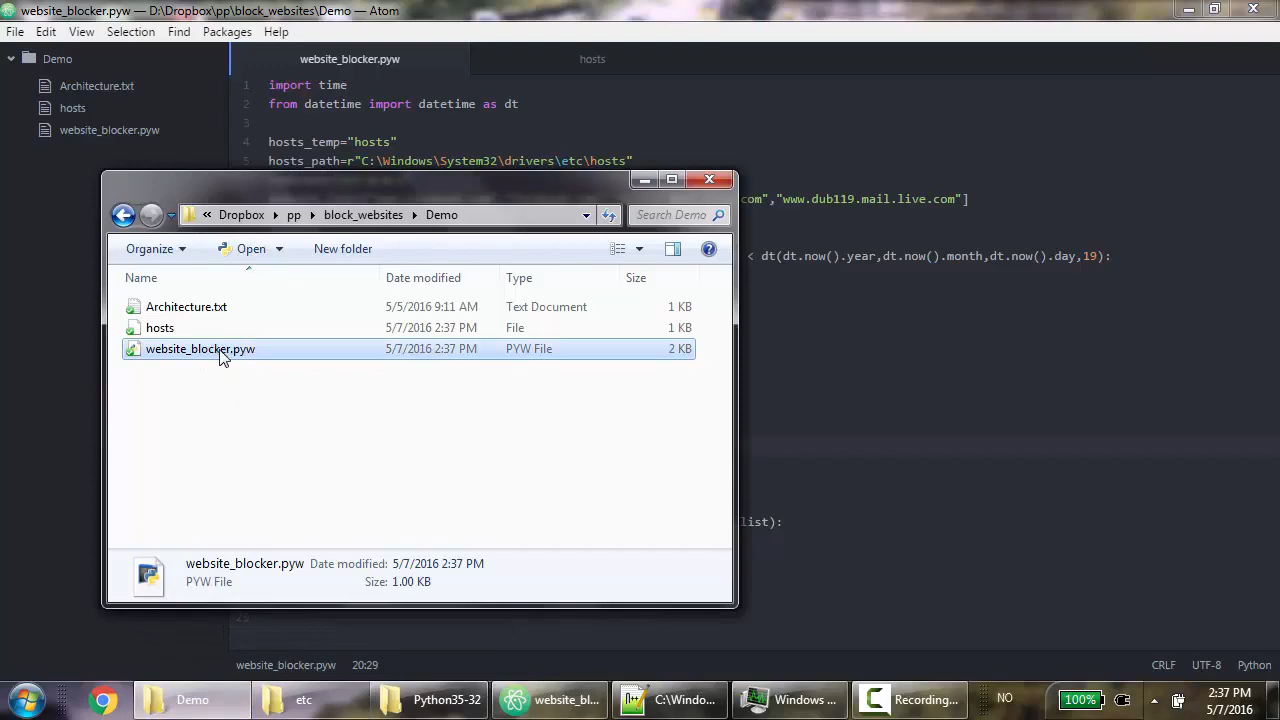 website_blocker.pyw — D:\Dropbox\pp\block_websites\Demo — Atom
File Edit View Selection Find Packages Help
Demo
Architecture.txt
hosts
website_blocker.pyw
website_blocker.pyw hosts
1 import time
2 from datetime import datetime as dt
3
4 hosts_temp="hosts"
5 hosts_path=r"C:\Windows\System32\drivers\etc\hosts"
com","www.dub119.mail.live.com"]
< dt(dt.now().year,dt.now().month,dt.now().day,19):
list):
29
« Dropbox pp block_websites Demo
Search Demo
Organize Open New folder
Name Date modified Type Size
Architecture.txt 5/5/2016 9:11 AM Text Document 1 KB
hosts 5/7/2016 2:37 PM File 1 KB
website_blocker.pyw 5/7/2016 2:37 PM PYW File 2 KB
website_blocker.pyw Date modified: 5/7/2016 2:37 PM
PYW File Size: 1.00 KB
website_blocker.pyw 20:29 CRLF UTF-8 Python
Demo etc Python35-32 website_bl... C:\Windo... Windows ... Recording... NO 100% 2:37 PM
5/7/2016